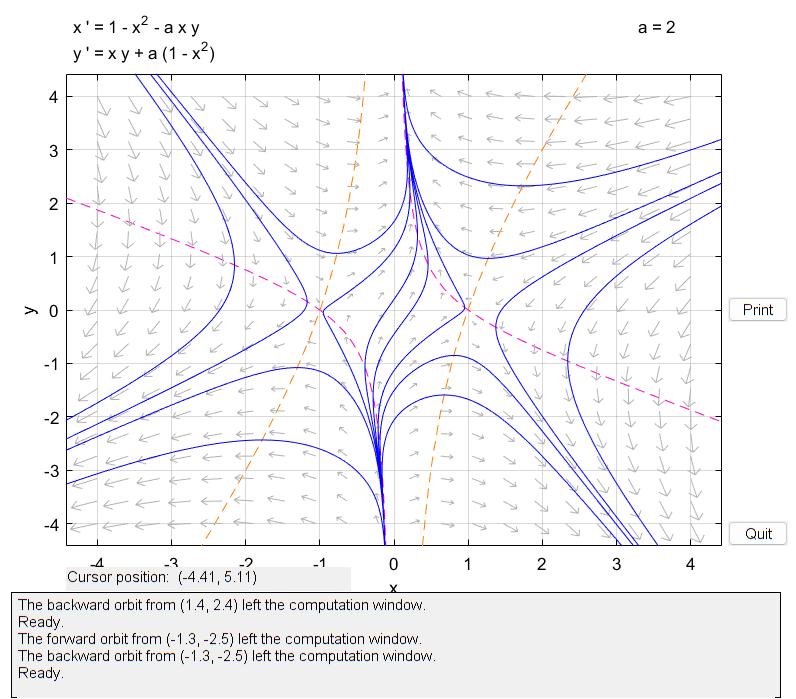 x ' = 1 - x² - a x y
a = 2
y ' = x y + a (1 - x²)
4
3
2
1
0
-1
-2
-3
-4
y
-4 -3 -2 -1 0 1 2 3 4
x
Cursor position: (-4.41, 5.11)
Print
Quit
The backward orbit from (1.4, 2.4) left the computation window.
Ready.
The forward orbit from (-1.3, -2.5) left the computation window.
The backward orbit from (-1.3, -2.5) left the computation window.
Ready.